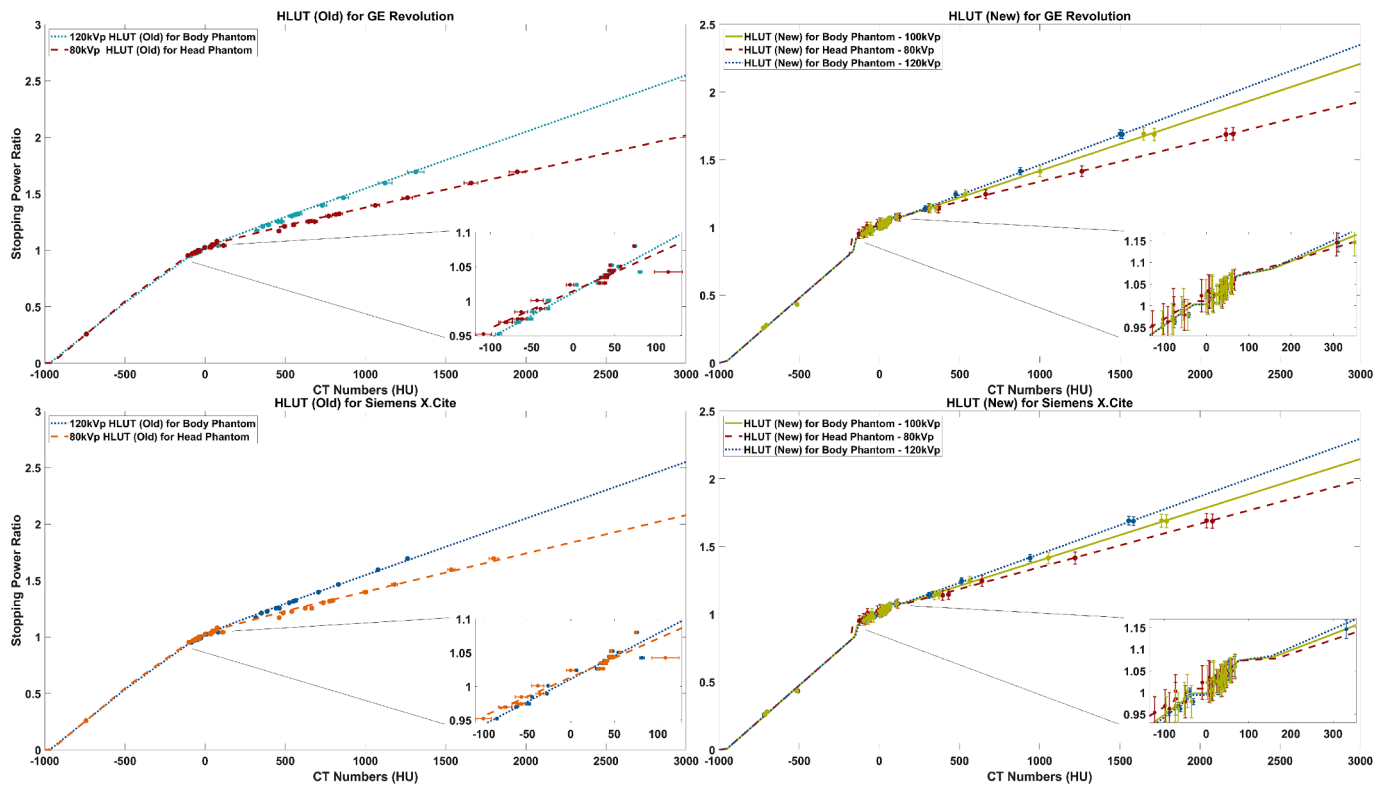 HLUT (Old) for GE Revolution
120kVp HLUT (Old) for Body Phantom
80kVp HLUT (Old) for Head Phantom
Stopping Power Ratio
3
2.5
2
1.5
1
0.5
0
1.1
1.05
1
0.95
-100 -50 0 50 100
-1000 -500 0 500 1000 1500 2000 2500 3000
CT Numbers (HU)
HLUT (New) for GE Revolution
HLUT (New) for Body Phantom - 100kVp
HLUT (New) for Head Phantom - 80kVp
HLUT (New) for Body Phantom - 120kVp
2.5
2
1.5
1
0.5
0
1.15
1.1
1.05
1
0.95
-100 0 100 200 300
-1000 -500 0 500 1000 1500 2000 2500 3000
CT Numbers (HU)
HLUT (Old) for Siemens X.Cite
120kVp HLUT (Old) for Body Phantom
80kVp HLUT (Old) for Head Phantom
Stopping Power Ratio
3
2.5
2
1.5
1
0.5
0
1.1
1.05
1
0.95
-100 -50 0 50 100
-1000 -500 0 500 1000 1500 2000 2500 3000
CT Numbers (HU)
HLUT (New) for Siemens X.Cite
HLUT (New) for Body Phantom - 100kVp
HLUT (New) for Head Phantom - 80kVp
HLUT (New) for Body Phantom - 120kVp
2.5
2
1.5
1
0.5
0
1.15
1.1
1.05
1
0.95
-100 0 100 200 300
-1000 -500 0 500 1000 1500 2000 2500 3000
CT Numbers (HU)